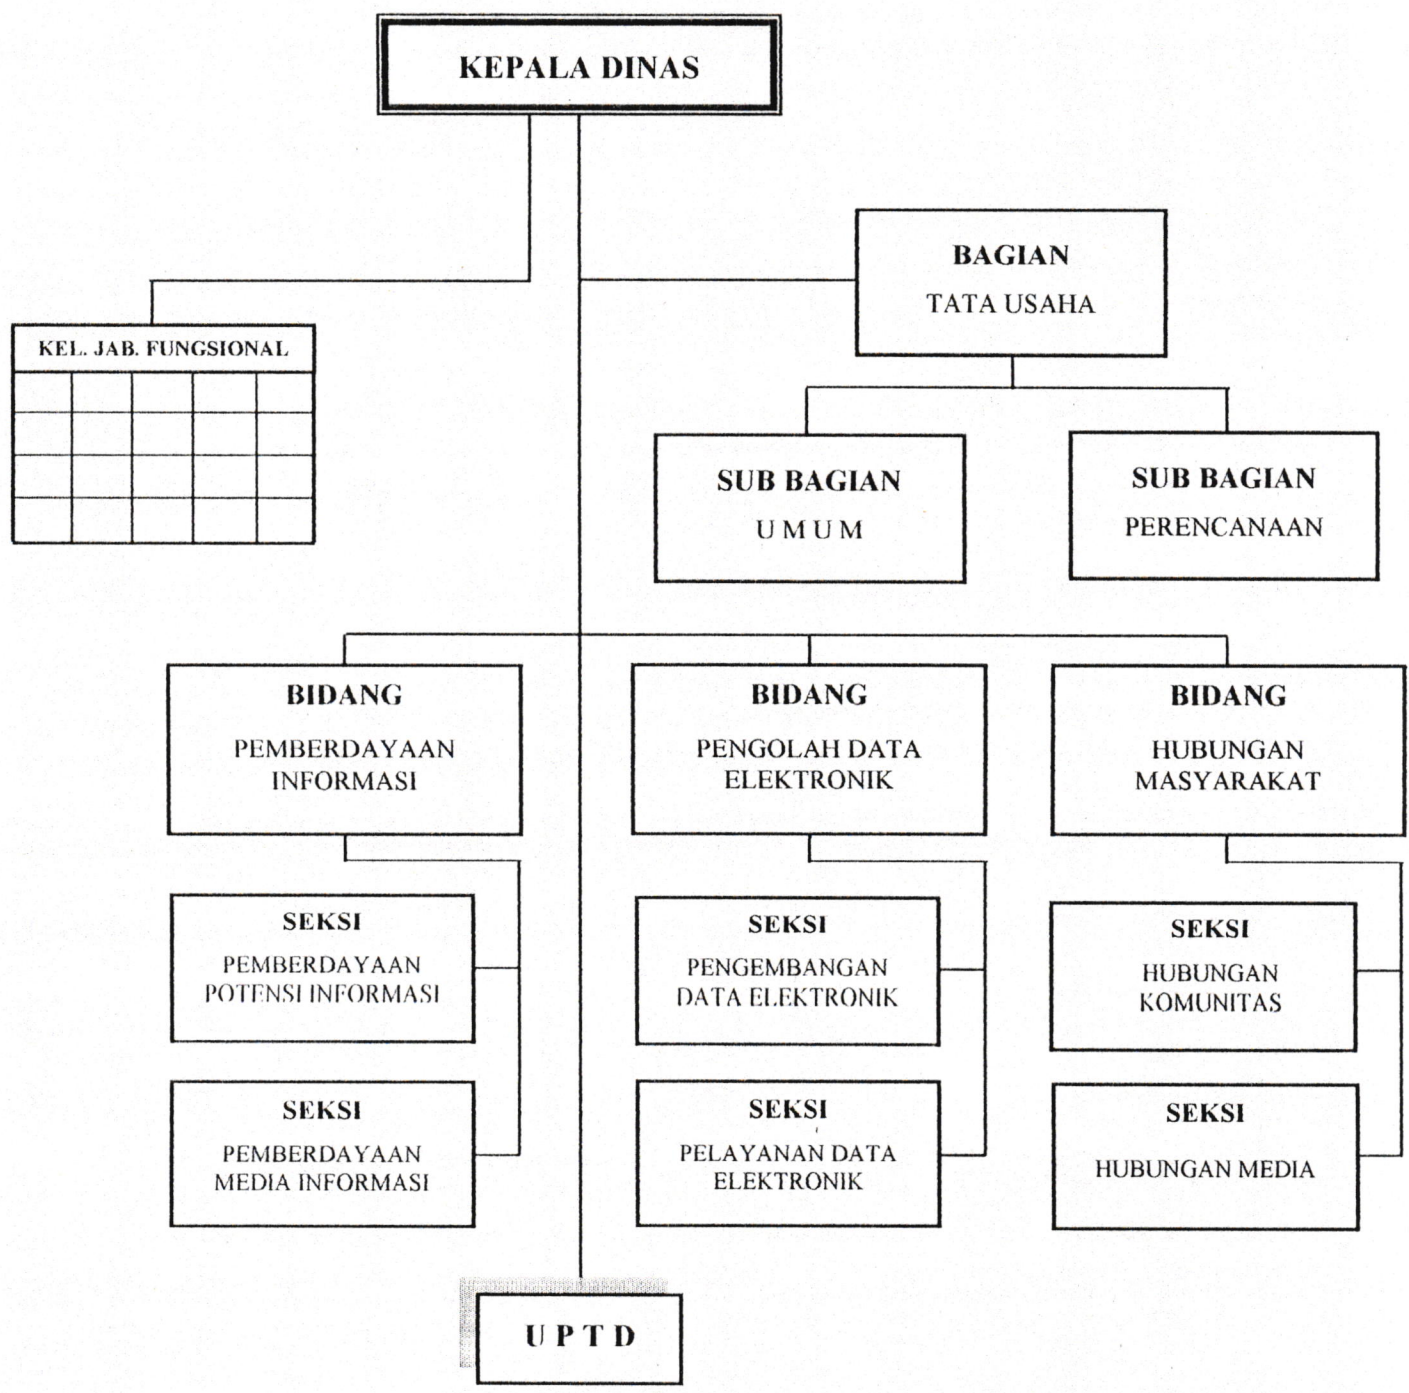 KEPALA DINAS
BAGIAN
TATA USAHA
KEL. JAB. FUNGSIONAL
SUB BAGIAN
U M U M
SUB BAGIAN
PERENCANAAN
BIDANG
PEMBERDAYAAN
INFORMASI
BIDANG
PENGOLAH DATA
ELEKTRONIK
BIDANG
HUBUNGAN
MASYARAKAT
SEKSI
PEMBERDAYAAN
POTENSI INFORMASI
SEKSI
PENGEMBANGAN
DATA ELEKTRONIK
SEKSI
HUBUNGAN
KOMUNITAS
SEKSI
PEMBERDAYAAN
MEDIA INFORMASI
SEKSI
PELAYANAN DATA
ELEKTRONIK
SEKSI
HUBUNGAN MEDIA
U P T D